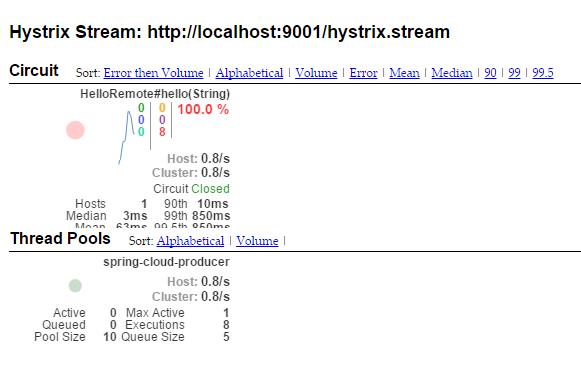 Hystrix Stream: http://localhost:9001/hystrix.stream
Circuit Sort: Error then Volume | Alphabetical | Volume | Error | Mean | Median | 90 | 99 | 99.5
HelloRemote#hello(String)
0 0 100.0 %
0 0
0 8
Host: 0.8/s
Cluster: 0.8/s
Circuit Closed
Hosts 1 90th 10ms
Median 3ms 99th 850ms
Mean 63ms 99.5th 850ms
Thread Pools Sort: Alphabetical | Volume |
spring-cloud-producer
Host: 0.8/s
Cluster: 0.8/s
Active 0 Max Active 1
Queued 0 Executions 8
Pool Size 10 Queue Size 5